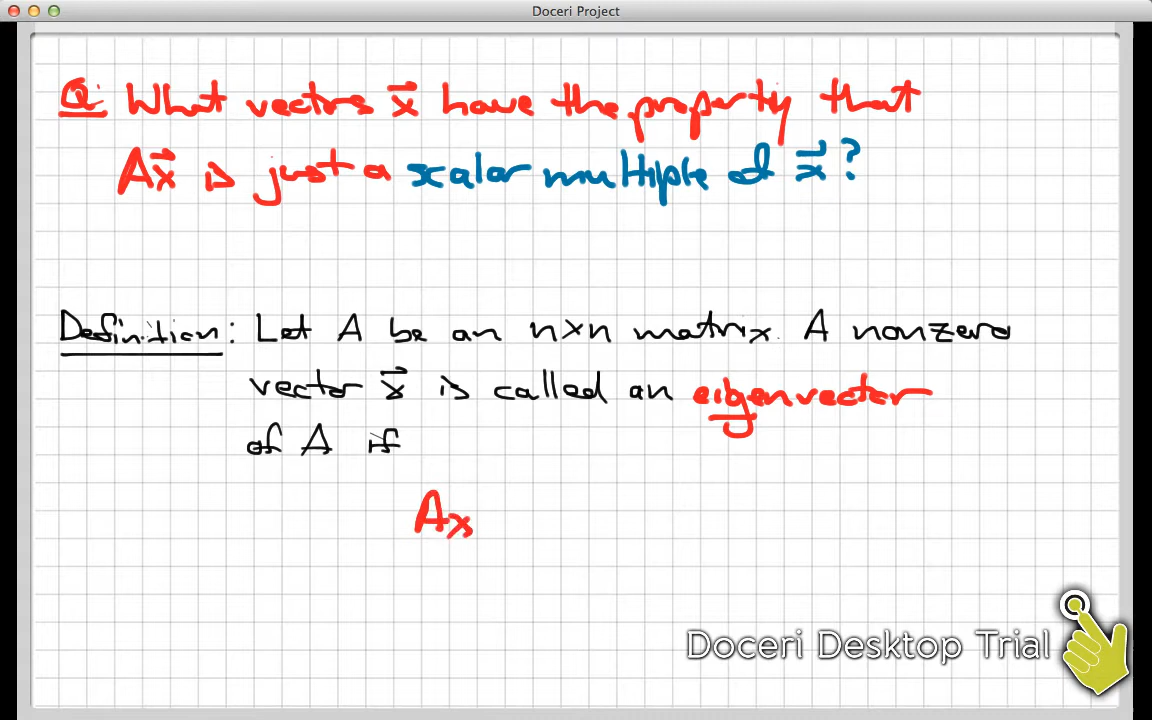 Doceri Project
Q: What vectors x⃗ have the property that
Ax⃗ is just a scalar multiple of x⃗?
Definition: Let A be an n×n matrix. A nonzero
vector x⃗ is called an eigenvector
of A if
Ax
Doceri Desktop Trial